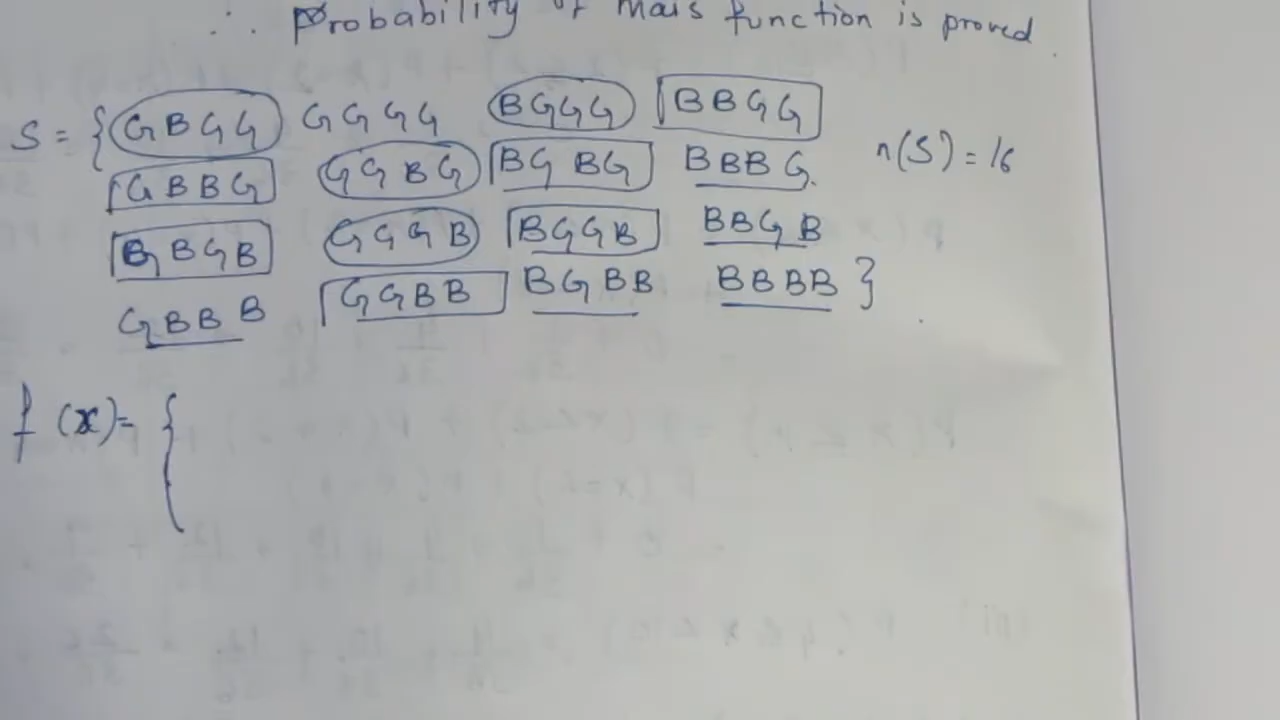 ∴ Probability of Mass function is proved.
S = { GBGG GGGG BGGG BBGG
GBBG GGBG BGBG BBBG. n(S) = 16
GBGB GGGB BGGB BBGB
GBBB GGBB BGBB BBBB }
f(x) = {